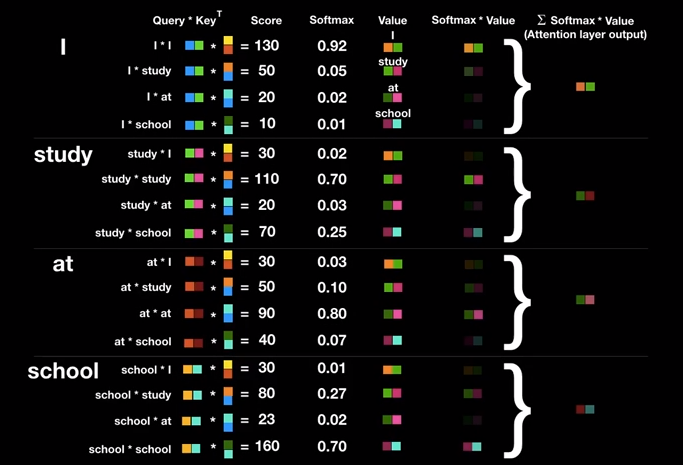 Query * Key^T Score Softmax Value Softmax * Value ∑ Softmax * Value
(Attention layer output)
I
I * I * = 130 0.92 I
I * study * = 50 0.05 study
I * at * = 20 0.02 at
I * school * = 10 0.01 school
}
study
study * I * = 30 0.02
study * study * = 110 0.70
study * at * = 20 0.03
study * school * = 70 0.25
}
at
at * I * = 30 0.03
at * study * = 50 0.10
at * at * = 90 0.80
at * school * = 40 0.07
}
school
school * I * = 30 0.01
school * study * = 80 0.27
school * at * = 23 0.02
school * school * = 160 0.70
}